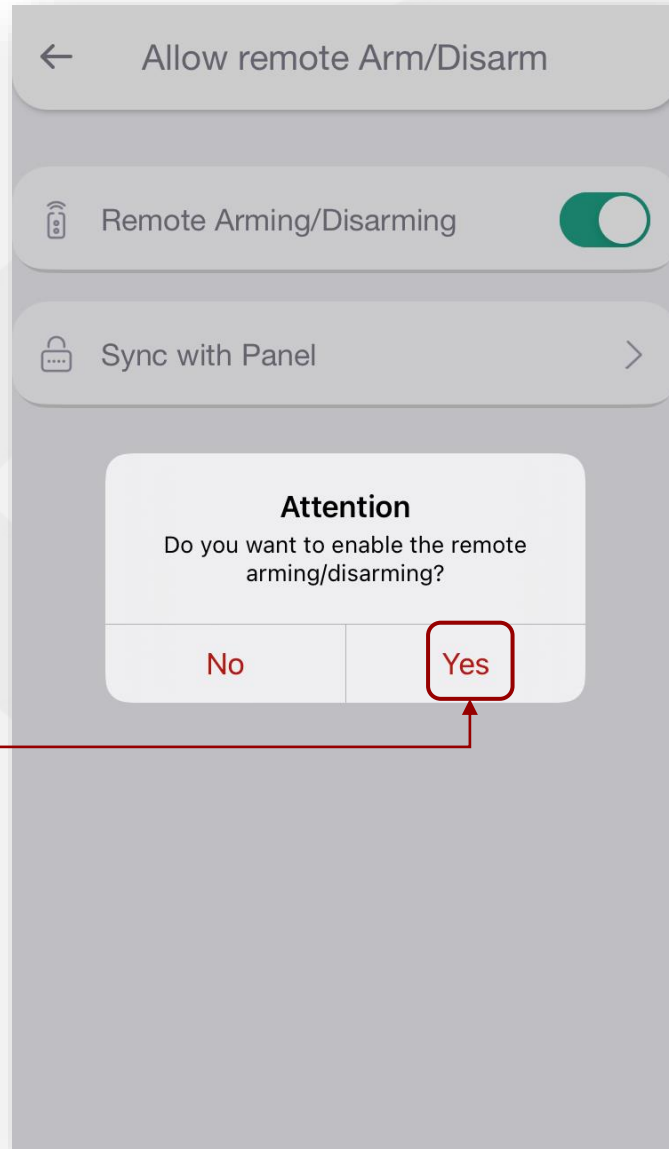 Allow remote Arm/Disarm
Remote Arming/Disarming
Sync with Panel
Attention
Do you want to enable the remote
arming/disarming?
No
Yes